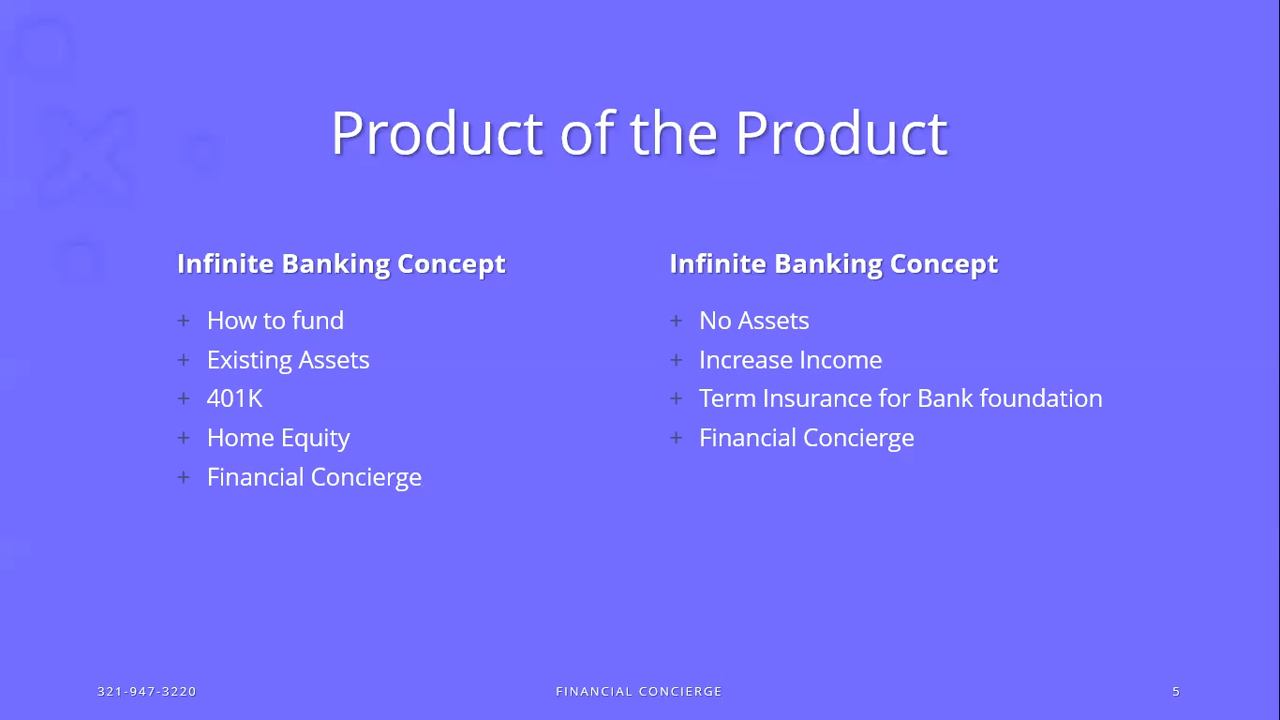 Product of the Product
Infinite Banking Concept
+ How to fund
+ Existing Assets
+ 401K
+ Home Equity
+ Financial Concierge
Infinite Banking Concept
+ No Assets
+ Increase Income
+ Term Insurance for Bank foundation
+ Financial Concierge
321-947-3220
FINANCIAL CONCIERGE
5